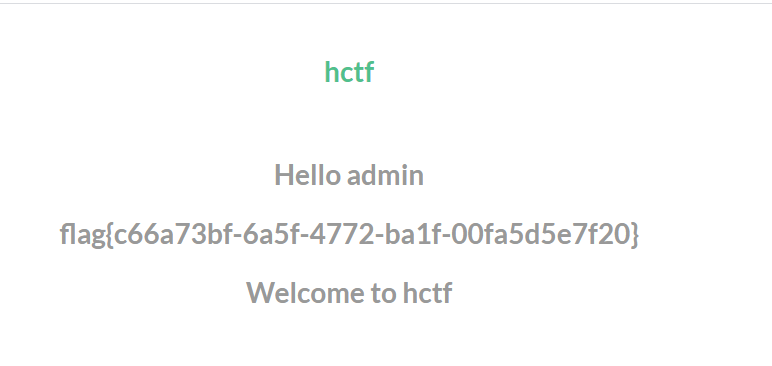 hctf
Hello admin
flag{c66a73bf-6a5f-4772-ba1f-00fa5d5e7f20}
Welcome to hctf